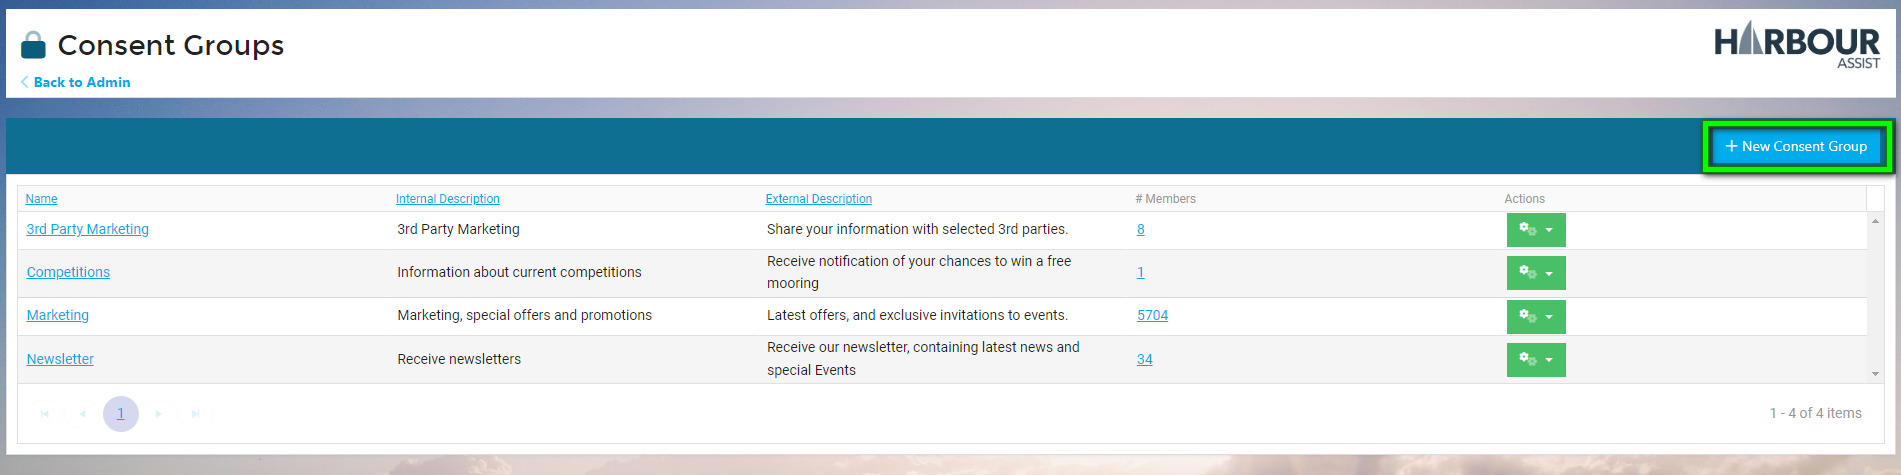 Consent Groups
HARBOUR
ASSIST
Back to Admin
+ New Consent Group
Name Internal Description External Description # Members Actions
3rd Party Marketing 3rd Party Marketing Share your information with selected 3rd parties. 8
Competitions Information about current competitions Receive notification of your chances to win a free
mooring 1
Marketing Marketing, special offers and promotions Latest offers, and exclusive invitations to events. 5704
Newsletter Receive newsletters Receive our newsletter, containing latest news and
special Events 34
1 1 - 4 of 4 items